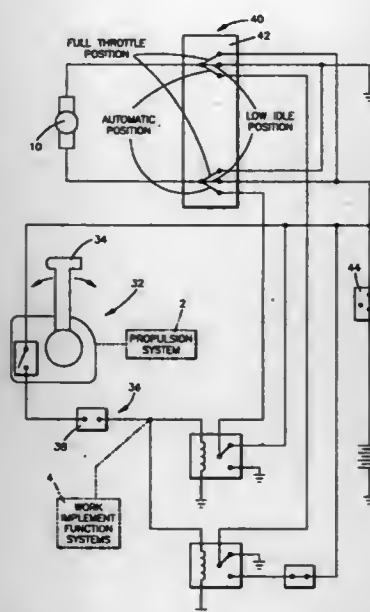 40
42
FULL THROTTLE
POSITION
AUTOMATIC
POSITION
LOW IDLE
POSITION
10
34
32
44
2
PROPULSION
SYSTEM
36
38
4
WORK
IMPLEMENT
FUNCTION
SYSTEMS